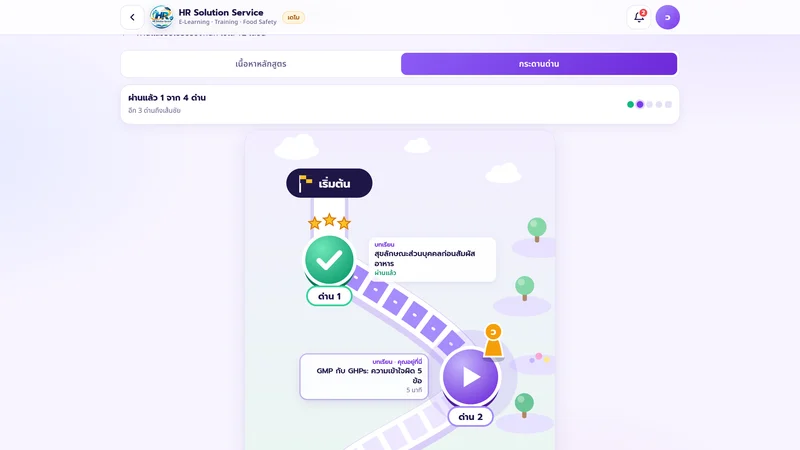 HR Solution Service
E-Learning · Training · Food Safety
เดโม
2
ว
เนื้อหาหลักสูตร
กระดานด่าน
ผ่านแล้ว 1 จาก 4 ด่าน
อีก 3 ด่านถึงเส้นชัย
เริ่มต้น
บทเรียน
สุขลักษณะส่วนบุคคลก่อนสัมผัส
อาหาร
ผ่านแล้ว
ด่าน 1
ว
บทเรียน · คุณอยู่ที่นี่
GMP กับ GHPs: ความเข้าใจผิด 5
ข้อ
5 นาที
ด่าน 2